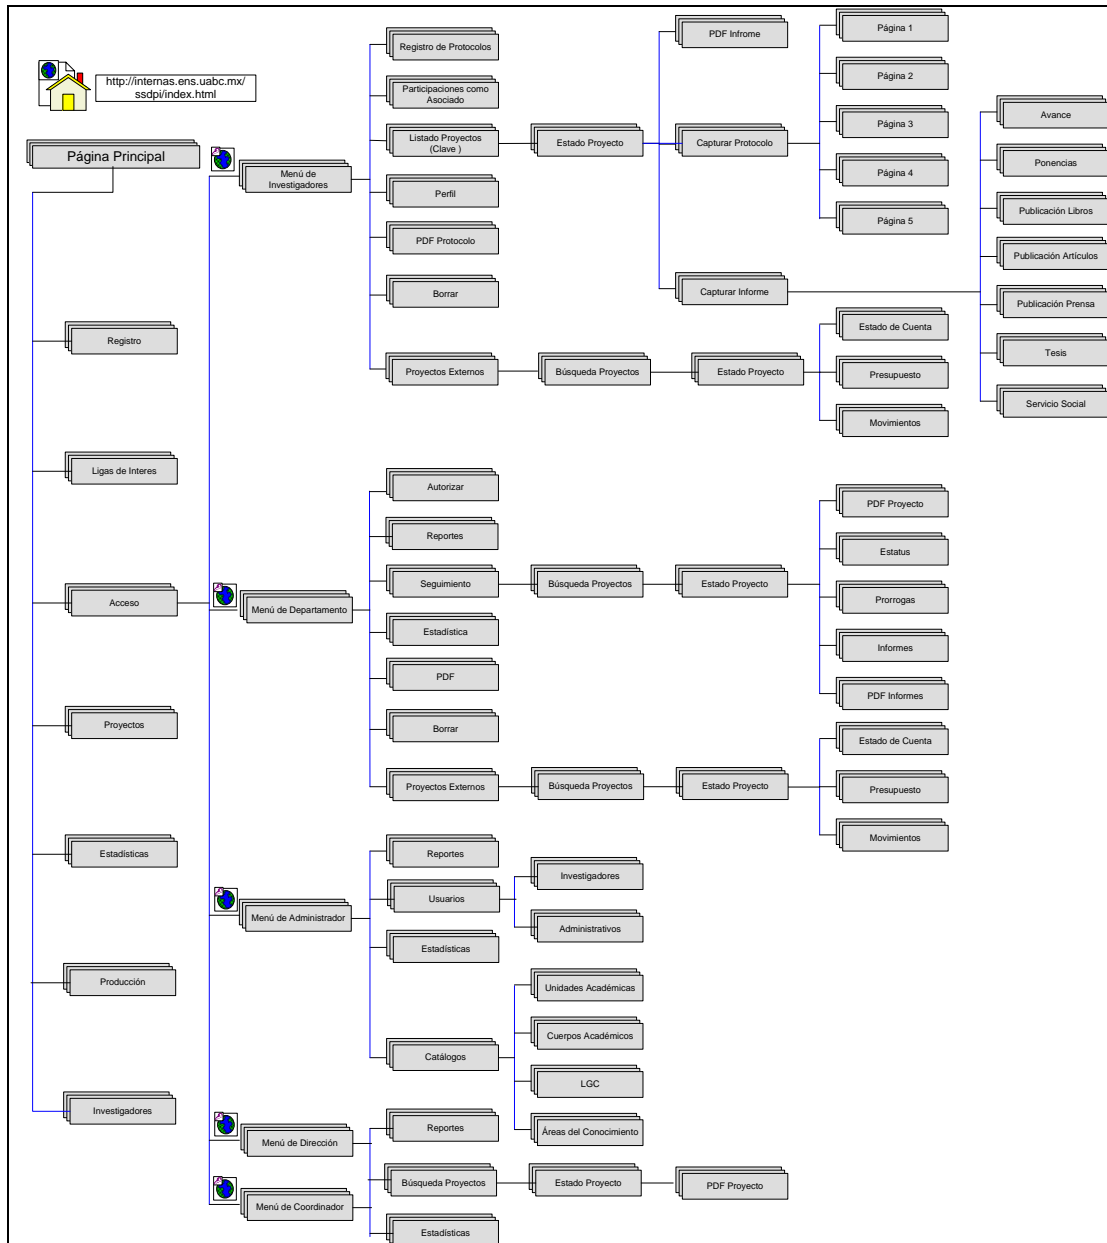 http://internas.ens.uabc.mx/
ssdpi/index.html
Página Principal
Registro
Ligas de Interes
Acceso
Proyectos
Estadísticas
Producción
Investigadores
Menú de
Investigadores
Registro de Protocolos
Participaciones como
Asociado
Listado Proyectos
(Clave )
Perfil
PDF Protocolo
Borrar
Proyectos Externos
Estado Proyecto
PDF Infrome
Capturar Protocolo
Capturar Informe
Página 1
Página 2
Página 3
Página 4
Página 5
Avance
Ponencias
Publicación Libros
Publicación Artículos
Publicación Prensa
Tesis
Servicio Social
Búsqueda Proyectos
Estado Proyecto
Estado de Cuenta
Presupuesto
Movimientos
Menú de Departamento
Autorizar
Reportes
Seguimiento
Estadística
PDF
Borrar
Proyectos Externos
Búsqueda Proyectos
Estado Proyecto
PDF Proyecto
Estatus
Prorrogas
Informes
PDF Informes
Búsqueda Proyectos
Estado Proyecto
Estado de Cuenta
Presupuesto
Movimientos
Menú de Administrador
Reportes
Usuarios
Estadísticas
Catálogos
Investigadores
Administrativos
Unidades Académicas
Cuerpos Académicos
LGC
Áreas del Conocimiento
Menú de Dirección
Menú de Coordinador
Reportes
Búsqueda Proyectos
Estadísticas
Estado Proyecto
PDF Proyecto